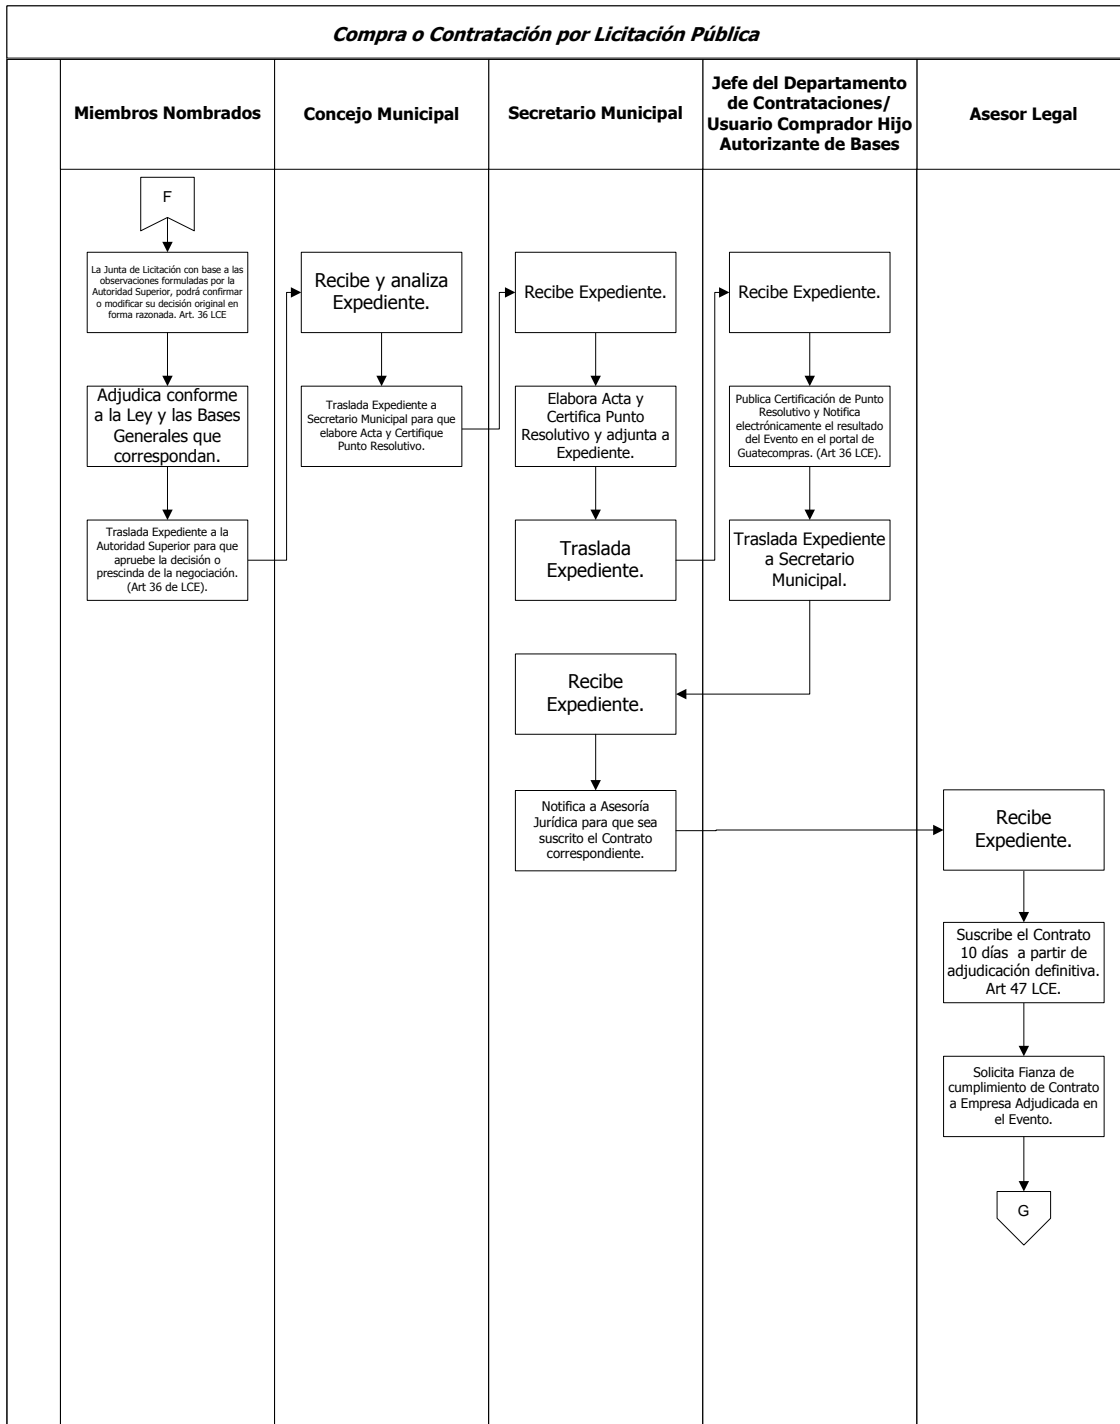 Compra o Contratación por Licitación Pública
Miembros Nombrados
Concejo Municipal
Secretario Municipal
Jefe del Departamento
de Contrataciones/
Usuario Comprador Hijo
Autorizante de Bases
Asesor Legal
F
La Junta de Licitación con base a las
observaciones formuladas por la
Autoridad Superior, podrá confirmar
o modificar su decisión original en
forma razonada. Art. 36 LCE
Recibe y analiza
Expediente.
Recibe Expediente.
Recibe Expediente.
Adjudica conforme
a la Ley y las Bases
Generales que
correspondan.
Traslada Expediente a
Secretario Municipal para que
elabore Acta y Certifique
Punto Resolutivo.
Elabora Acta y
Certifica Punto
Resolutivo y adjunta a
Expediente.
Publica Certificación de Punto
Resolutivo y Notifica
electrónicamente el resultado
del Evento en el portal de
Guatecompras. (Art 36 LCE).
Traslada Expediente a la
Autoridad Superior para que
apruebe la decisión o
prescinda de la negociación.
(Art 36 de LCE).
Traslada
Expediente.
Traslada Expediente
a Secretario
Municipal.
Recibe
Expediente.
Notifica a Asesoría
Jurídica para que sea
suscrito el Contrato
correspondiente.
Recibe
Expediente.
Suscribe el Contrato
10 días a partir de
adjudicación definitiva.
Art 47 LCE.
Solicita Fianza de
cumplimiento de Contrato
a Empresa Adjudicada en
el Evento.
G